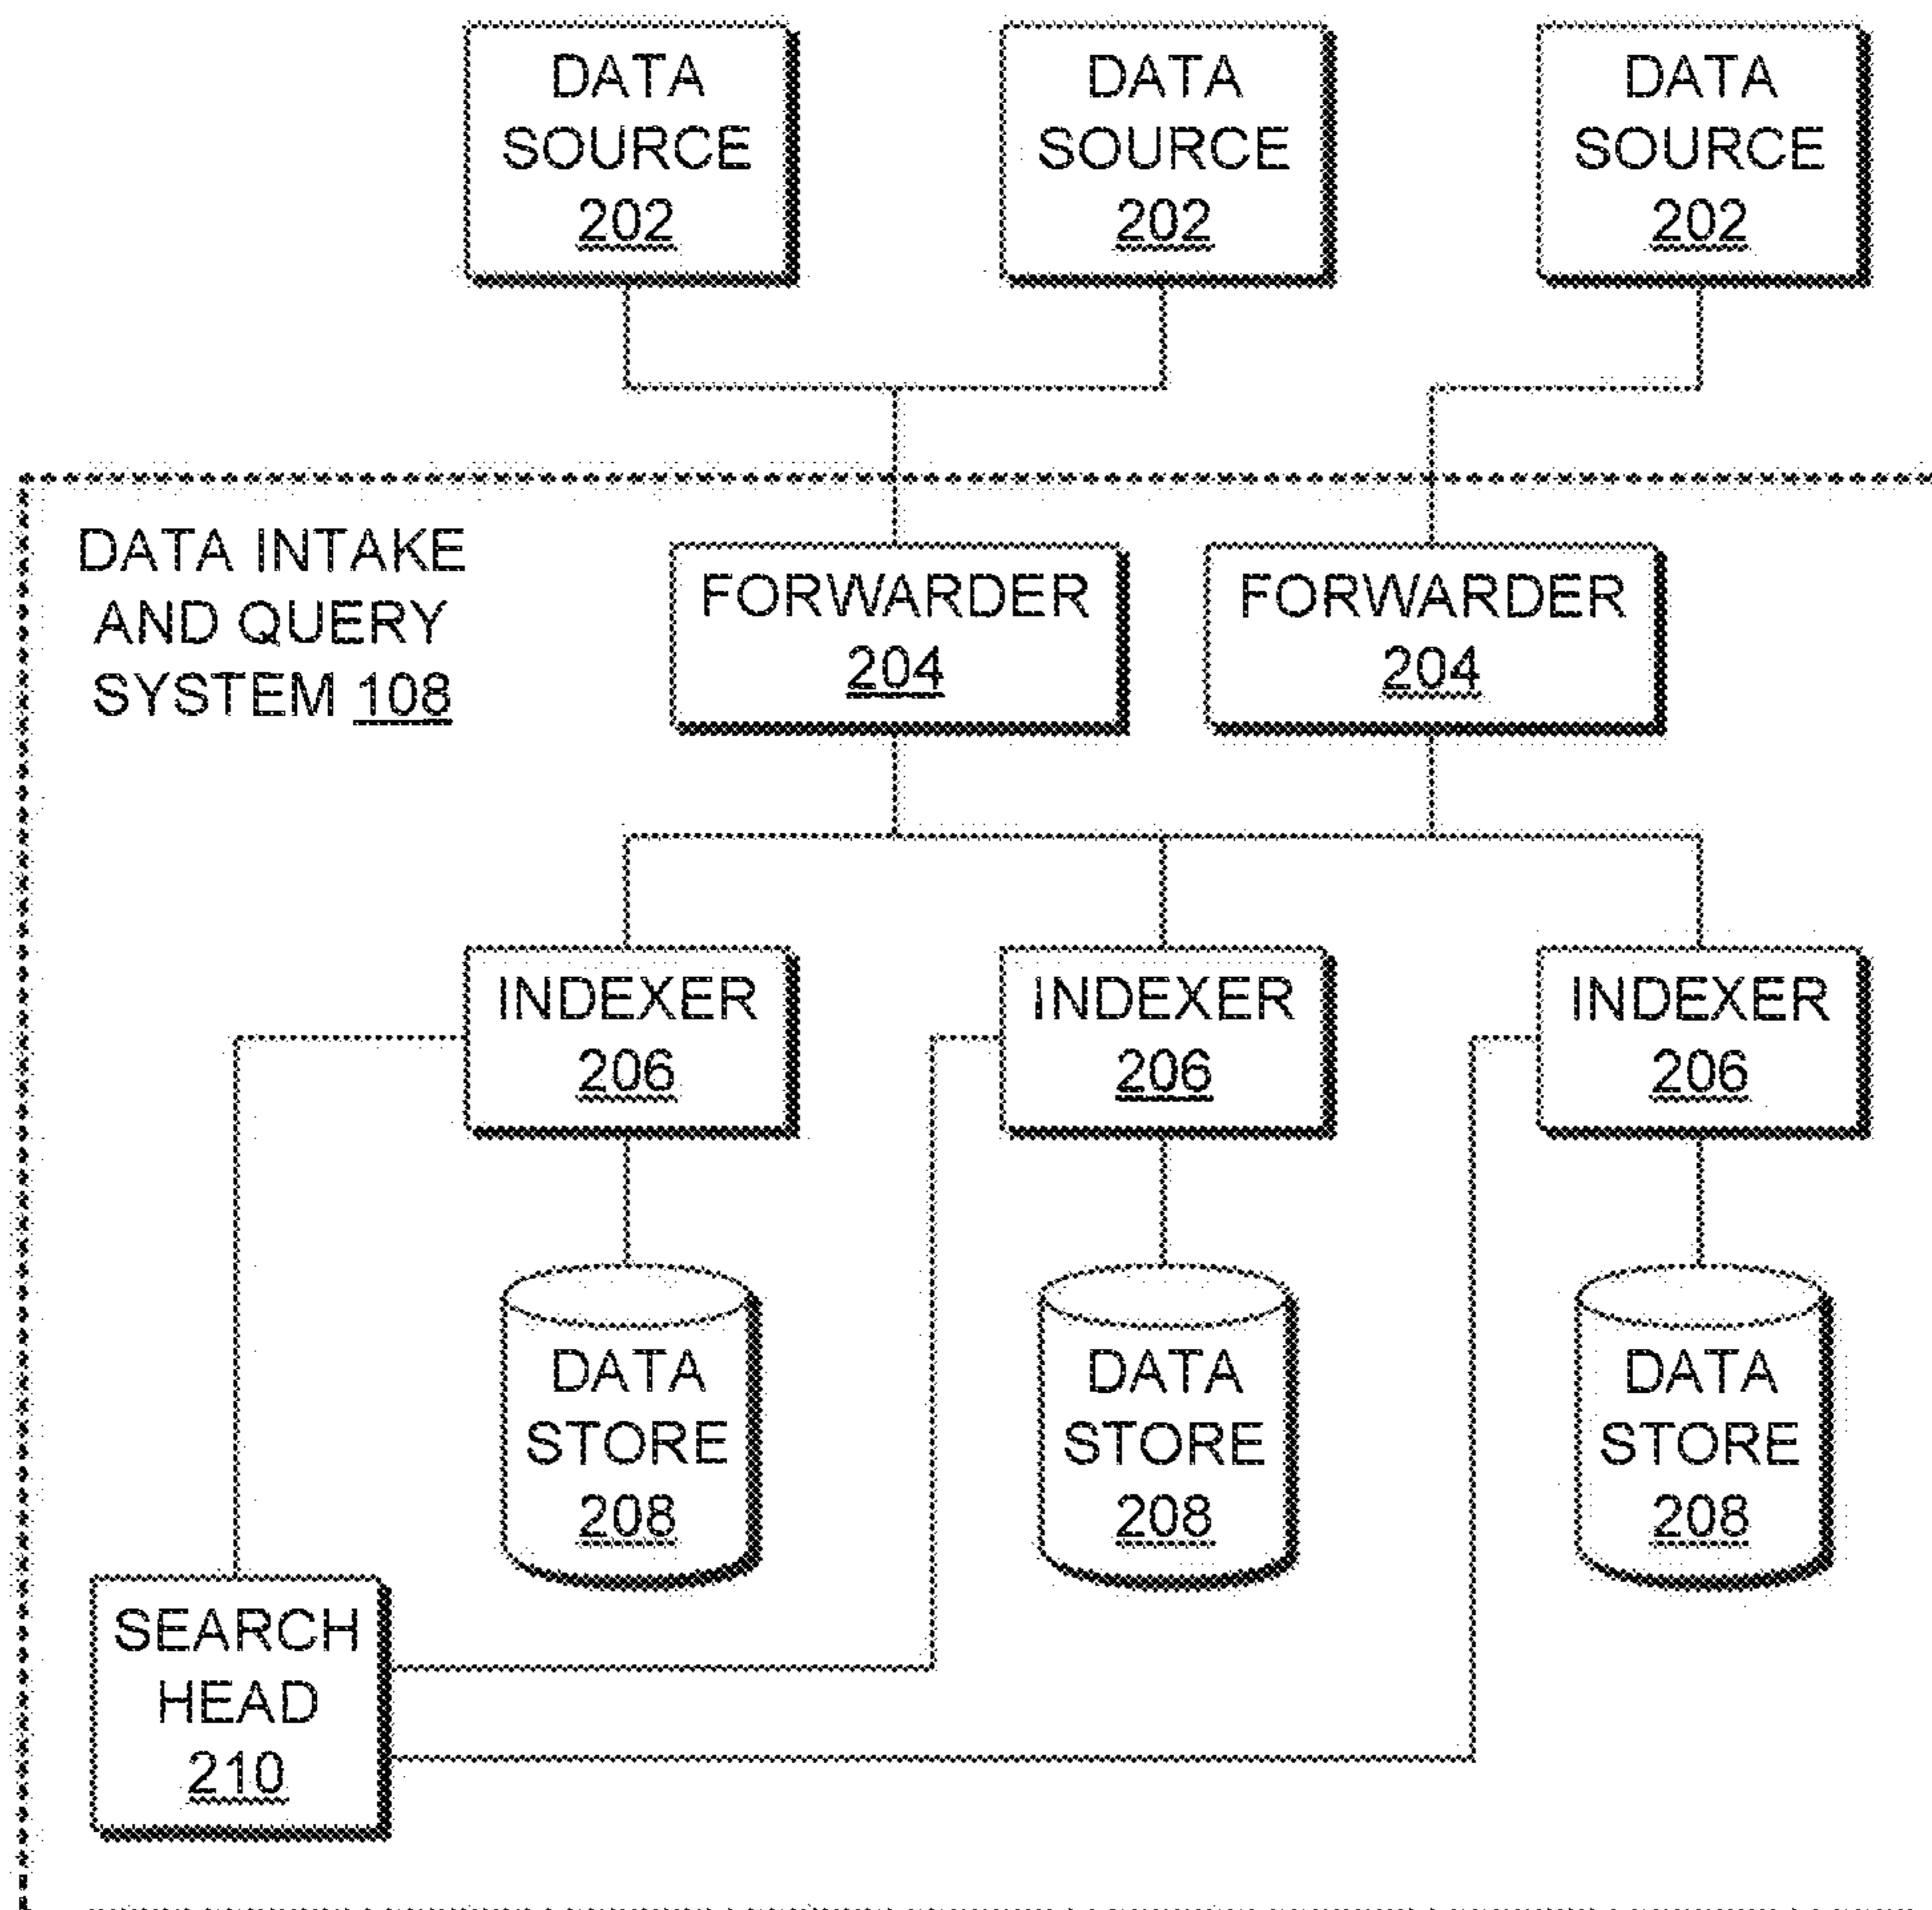 DATA
SOURCE
202
DATA
SOURCE
202
DATA
SOURCE
202
DATA INTAKE
AND QUERY
SYSTEM 108
FORWARDER
204
FORWARDER
204
INDEXER
206
INDEXER
206
INDEXER
206
DATA
STORE
208
DATA
STORE
208
DATA
STORE
208
SEARCH
HEAD
210